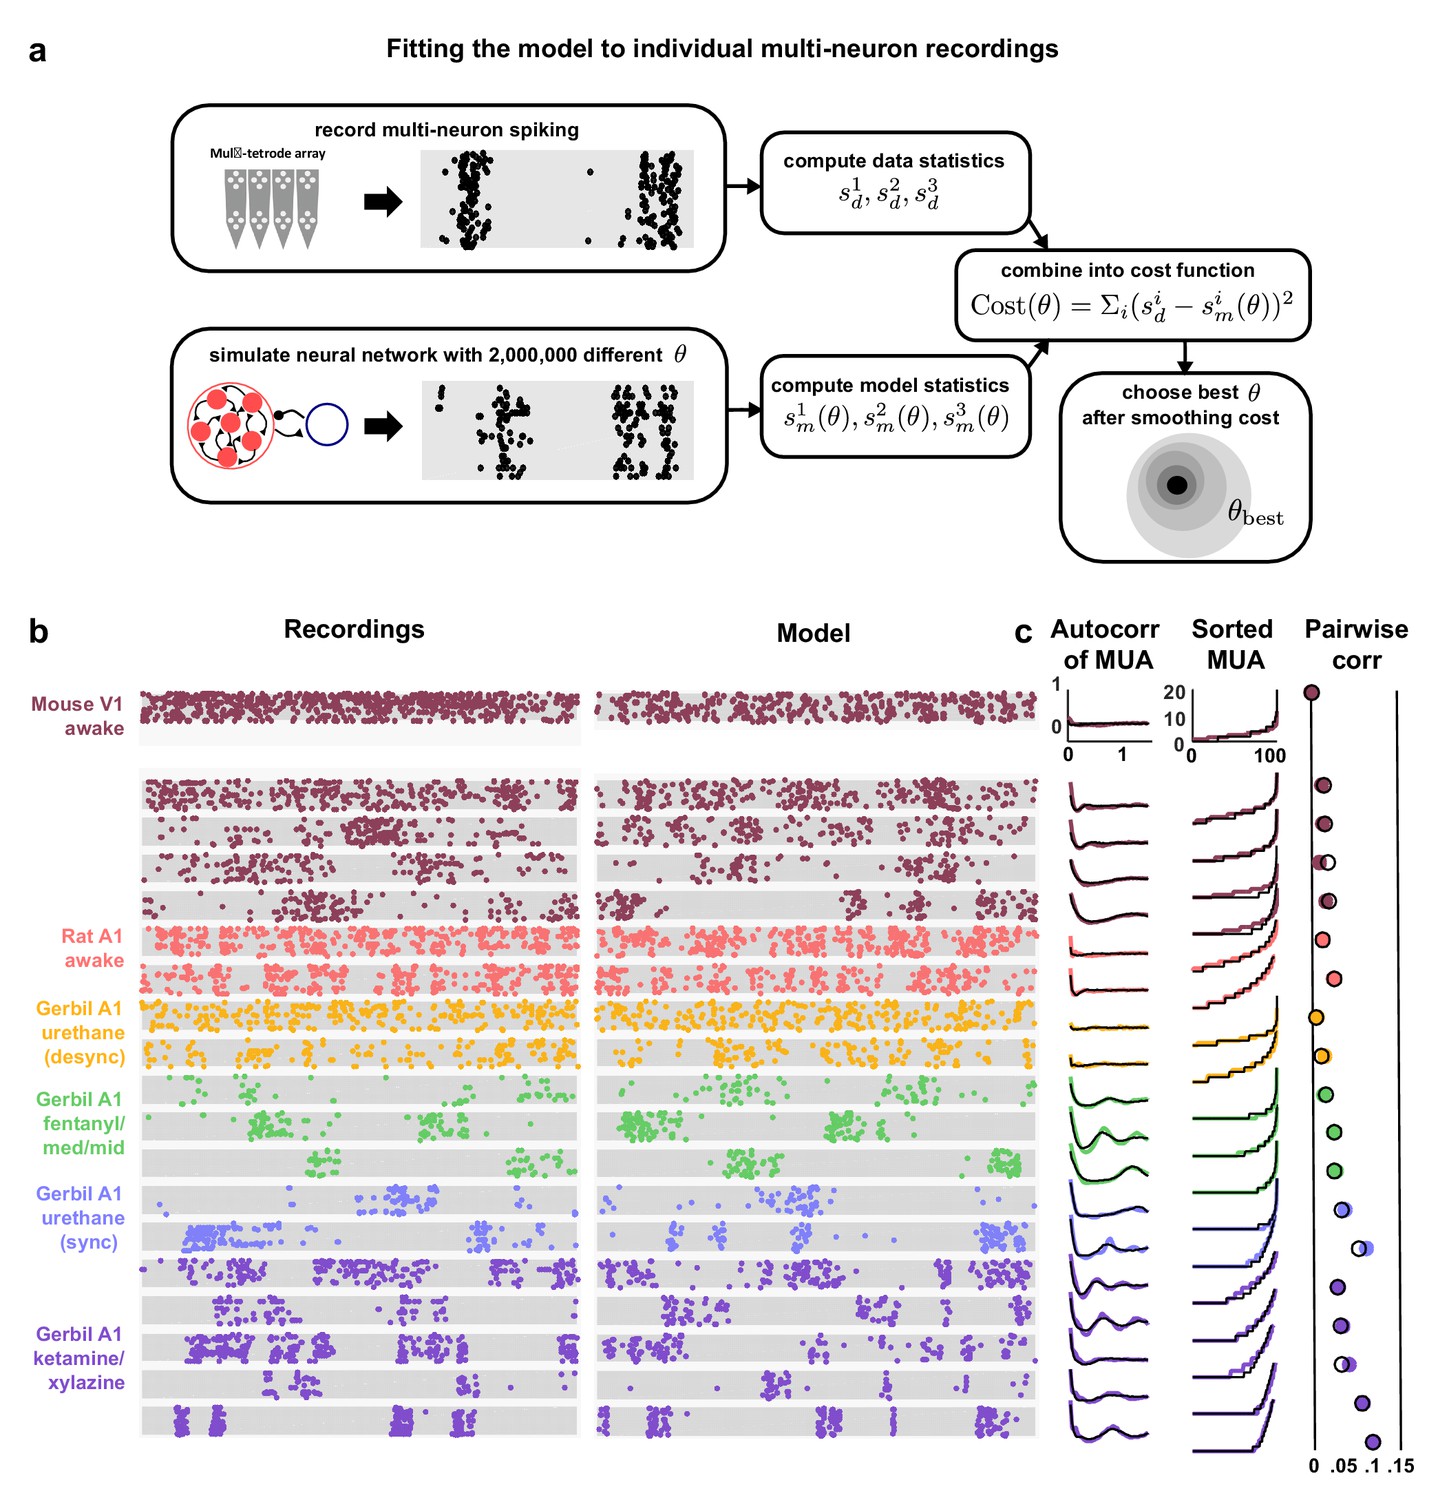 a
Fitting the model to individual multi-neuron recordings
record multi-neuron spiking
Mul▯-tetrode array
compute data statistics
$s_d^1, s_d^2, s_d^3$
combine into cost function
$\mathrm{Cost}(\theta) = \Sigma_i (s_d^i - s_m^i(\theta))^2$
simulate neural network with 2,000,000 different θ
compute model statistics
$s_m^1(\theta), s_m^2(\theta), s_m^3(\theta)$
choose best θ
after smoothing cost
$\theta_{\mathrm{best}}$
b
Recordings
Model
c
Autocorr
of MUA
Sorted
MUA
Pairwise
corr
Mouse V1
awake
1
0
0 1
20
10
0
0 100
Rat A1
awake
Gerbil A1
urethane
(desync)
Gerbil A1
fentanyl/
med/mid
Gerbil A1
urethane
(sync)
Gerbil A1
ketamine/
xylazine
0 .05 .1 .15